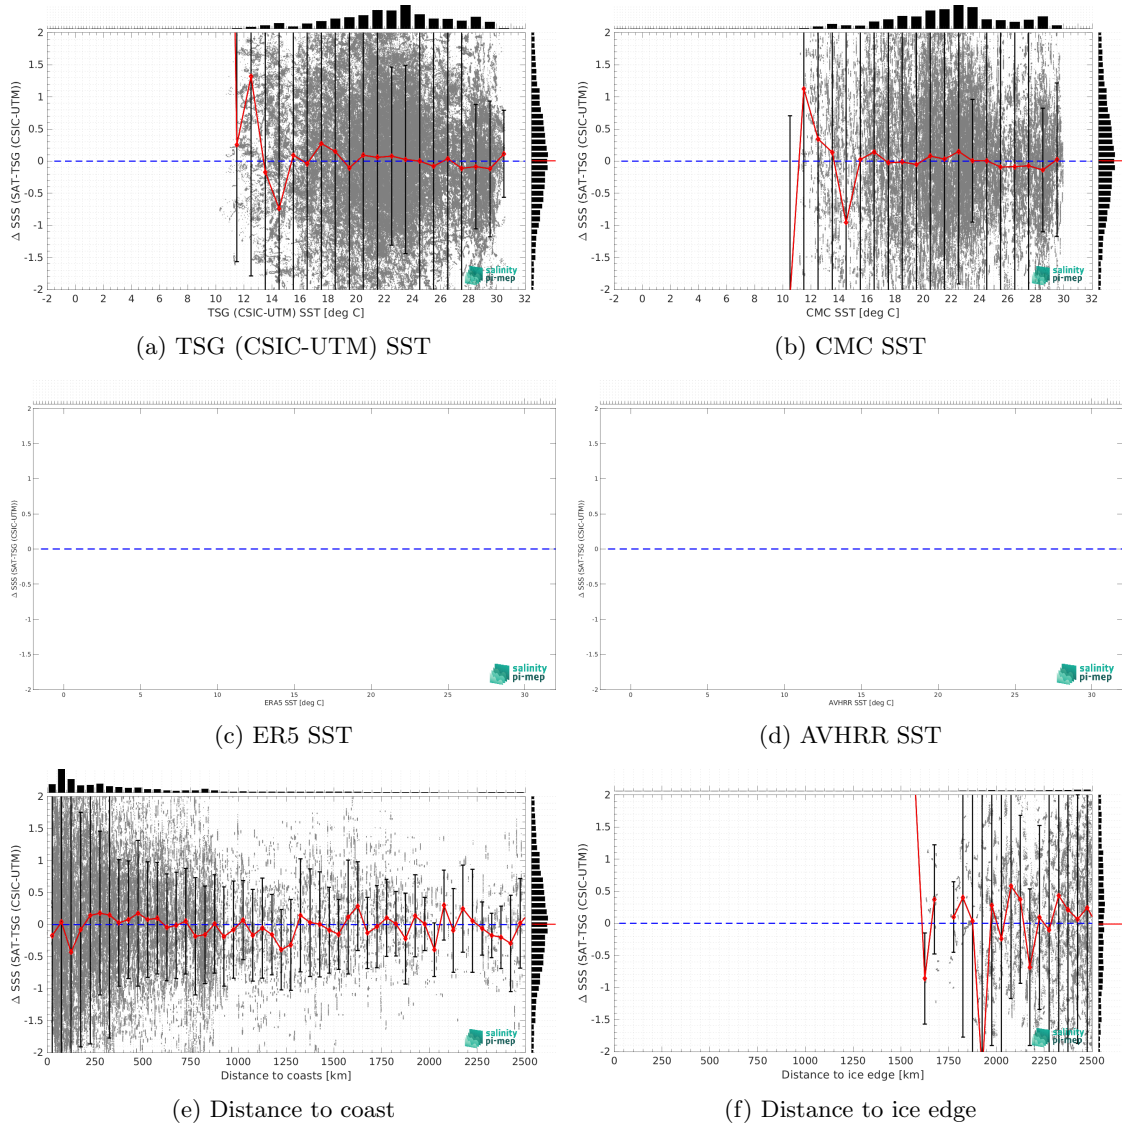 2
1.5
1
0.5
0
-0.5
-1
-1.5
-2
Δ SSS (SAT-TSG (CSIC-UTM))
salinity
pi-mep
-2 0 2 4 6 8 10 12 14 16 18 20 22 24 26 28 30 32
TSG (CSIC-UTM) SST [deg C]
(a) TSG (CSIC-UTM) SST
2
1.5
1
0.5
0
-0.5
-1
-1.5
-2
Δ SSS (SAT-TSG (CSIC-UTM))
salinity
pi-mep
-2 0 2 4 6 8 10 12 14 16 18 20 22 24 26 28 30 32
CMC SST [deg C]
(b) CMC SST
2
1.5
1
0.5
0
-0.5
-1
-1.5
-2
Δ SSS (SAT-TSG (CSIC-UTM))
salinity
pi-mep
0 5 10 15 20 25 30
ERA5 SST [deg C]
(c) ER5 SST
2
1.5
1
0.5
0
-0.5
-1
-1.5
-2
Δ SSS (SAT-TSG (CSIC-UTM))
salinity
pi-mep
0 5 10 15 20 25 30
AVHRR SST [deg C]
(d) AVHRR SST
2
1.5
1
0.5
0
-0.5
-1
-1.5
-2
Δ SSS (SAT-TSG (CSIC-UTM))
salinity
pi-mep
0 250 500 750 1000 1250 1500 1750 2000 2250 2500
Distance to coasts [km]
(e) Distance to coast
2
1.5
1
0.5
0
-0.5
-1
-1.5
-2
Δ SSS (SAT-TSG (CSIC-UTM))
salinity
pi-mep
0 250 500 750 1000 1250 1500 1750 2000 2250 2500
Distance to ice edge [km]
(f) Distance to ice edge